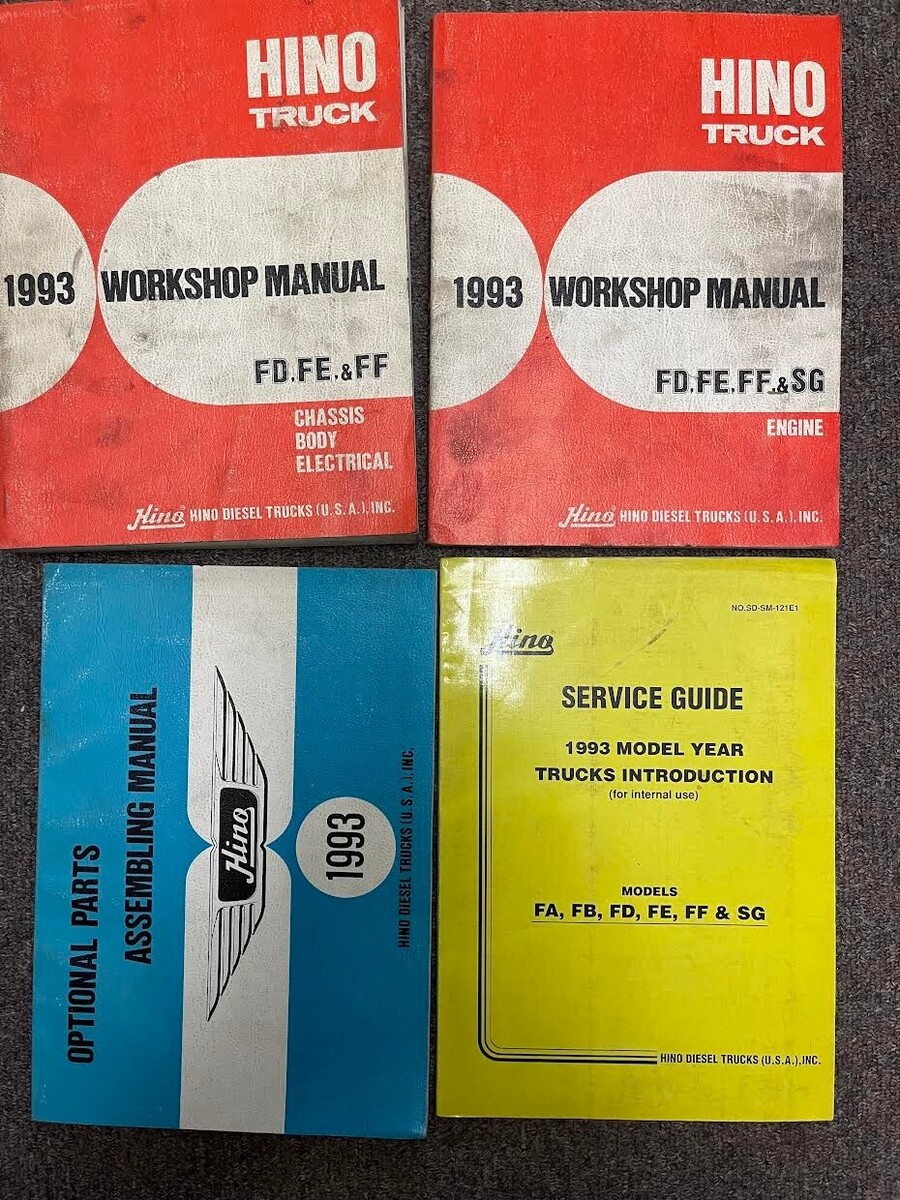 HINO
TRUCK
1993 WORKSHOP MANUAL
FD,FE,&FF
CHASSIS
BODY
ELECTRICAL
Hino HINO DIESEL TRUCKS (U.S.A.), INC.
HINO
TRUCK
1993 WORKSHOP MANUAL
FD,FE,FF,&SG
ENGINE
Hino HINO DIESEL TRUCKS (U.S.A.), INC.
OPTIONAL PARTS
ASSEMBLING MANUAL
Hino
1993
HINO DIESEL TRUCKS (U.S.A.), INC.
NO.SD-SM-121E1
Hino
SERVICE GUIDE
1993 MODEL YEAR
TRUCKS INTRODUCTION
(for internal use)
MODELS
FA, FB, FD, FE, FF & SG
HINO DIESEL TRUCKS (U.S.A.), INC.